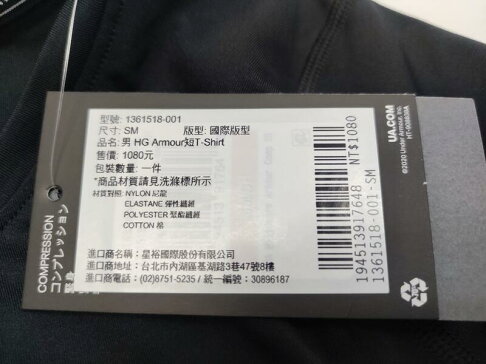 型號: 1361518-001
尺寸: SM 版型: 國際版型
品名: 男 HG Armour短T-Shirt
售價: 1080元
包裝數量: 一件
*商品材質請見洗滌標所示
材質對照: NYLON 尼龍
ELASTANE 彈性纖維
POLYESTER 聚酯纖維
COTTON 棉
進口商名稱: 星裕國際股份有限公司
進口商地址: 台北市內湖區基湖路3巷47號8樓
進口商電話: (02)8751-5235 / 統一編號: 30896187
NT$1080
194513917648
1361518-001-SM
UA.COM
©2020 Under Armour, Inc.
COMPRESSION
コンプレッション
緊身